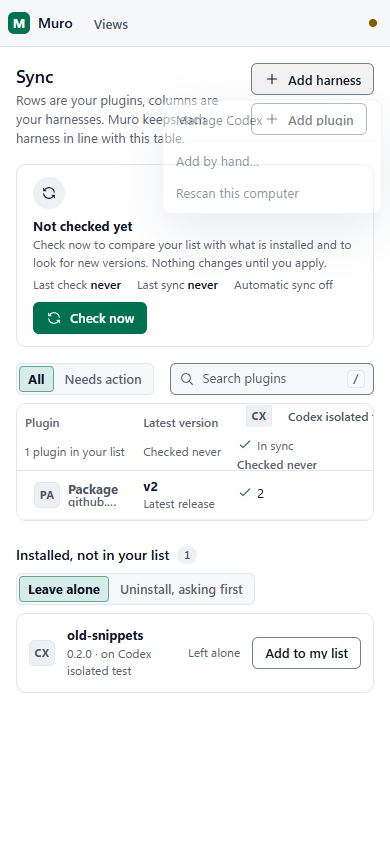 M Muro Views
Sync
Add harness
Rows are your plugins, columns are
your harnesses. Muro keeps each
harness in line with this table.
Manage Codex
Add plugin
Add by hand...
Rescan this computer
Not checked yet
Check now to compare your list with what is installed and to
look for new versions. Nothing changes until you apply.
Last check never Last sync never Automatic sync off
Check now
All Needs action
Search plugins /
Plugin Latest version CX Codex isolated
1 plugin in your list Checked never In sync
Checked never
PA Package v2 2
github.... Latest release
Installed, not in your list 1
Leave alone Uninstall, asking first
CX old-snippets
0.2.0 · on Codex
isolated test
Left alone Add to my list